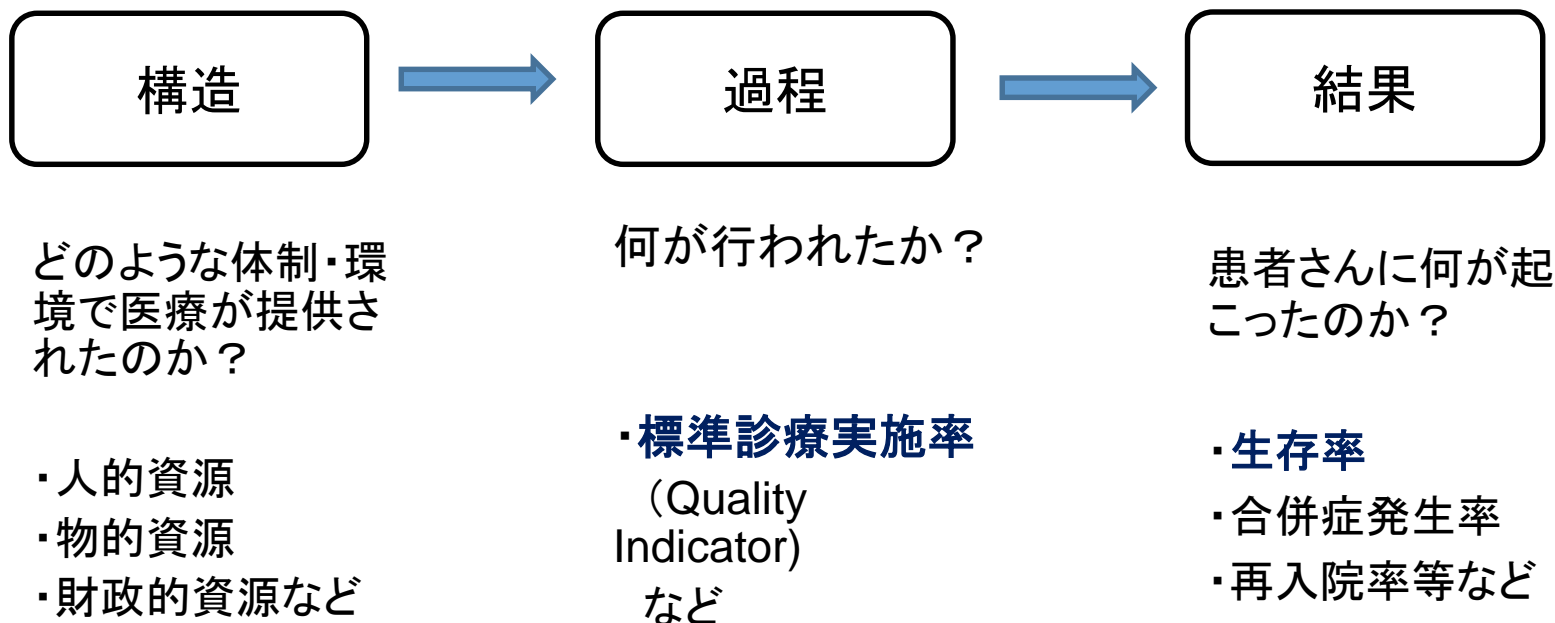 構造
過程
結果
どのような体制・環
境で医療が提供さ
れたのか？
・人的資源
・物的資源
・財政的資源など
何が行われたか？
・標準診療実施率
（Quality
Indicator)
など
患者さんに何が起
こったのか？
・生存率
・合併症発生率
・再入院率等など